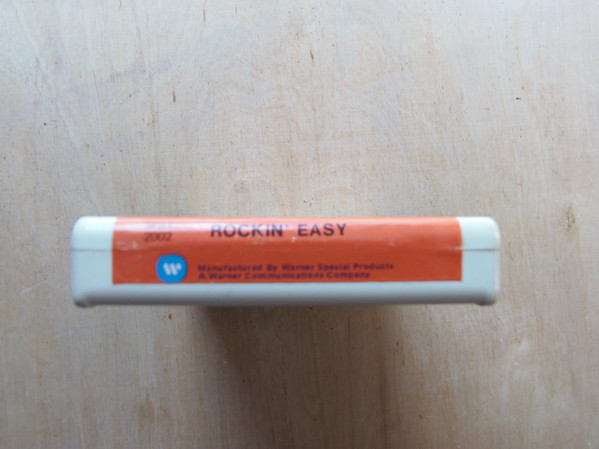 2002
ROCKIN' EASY
Manufactured By Warner Special Products
A Warner Communications Company